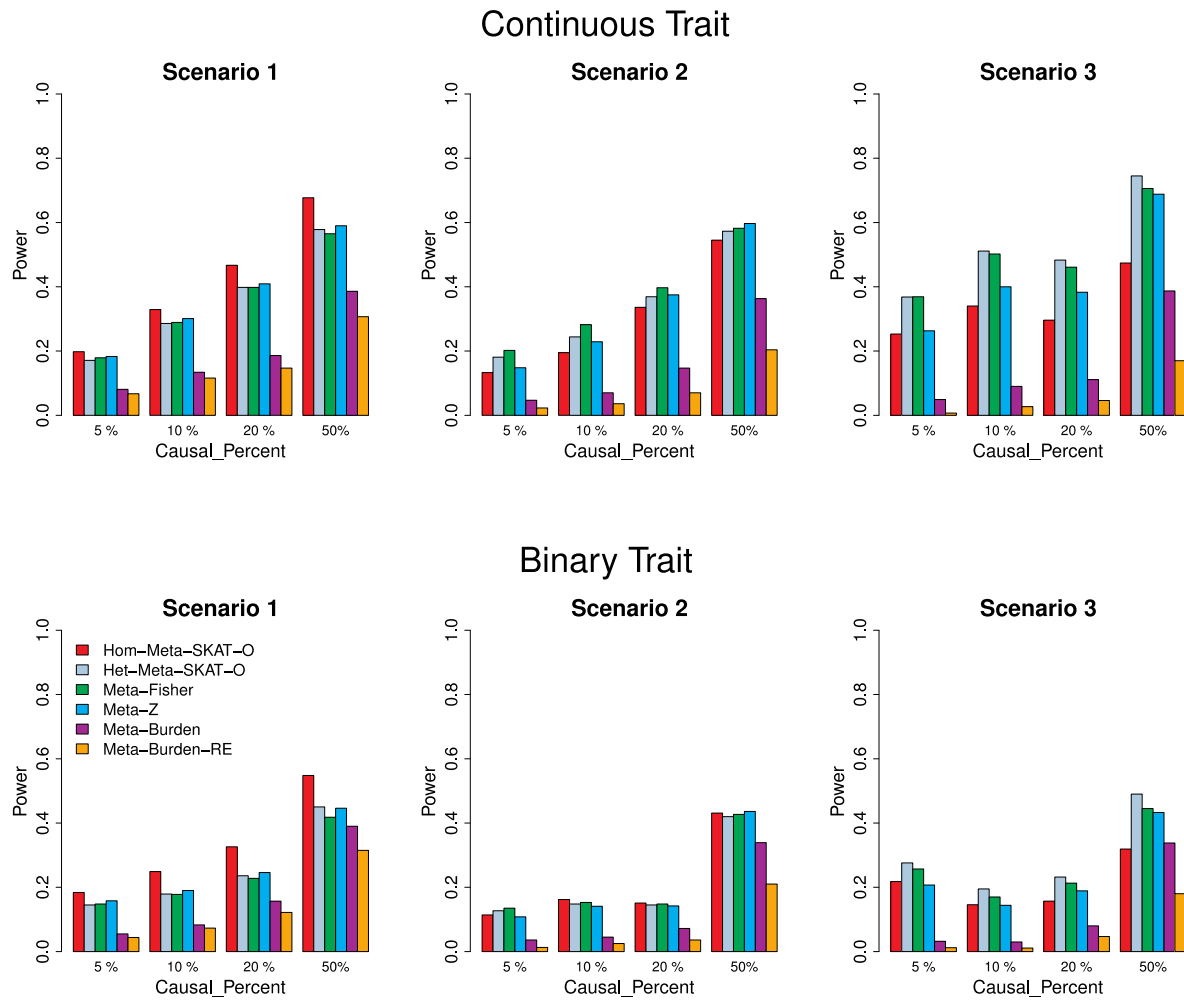 Continuous Trait
Scenario 1
Scenario 2
Scenario 3
Power
0.0 0.2 0.4 0.6 0.8 1.0
5 % 10 % 20 % 50%
Causal_Percent
Power
0.0 0.2 0.4 0.6 0.8 1.0
5 % 10 % 20 % 50%
Causal_Percent
Power
0.0 0.2 0.4 0.6 0.8 1.0
5 % 10 % 20 % 50%
Causal_Percent
Binary Trait
Scenario 1
Scenario 2
Scenario 3
Power
0.0 0.2 0.4 0.6 0.8 1.0
Hom−Meta−SKAT−O
Het−Meta−SKAT−O
Meta−Fisher
Meta−Z
Meta−Burden
Meta−Burden−RE
5 % 10 % 20 % 50%
Causal_Percent
Power
0.0 0.2 0.4 0.6 0.8 1.0
5 % 10 % 20 % 50%
Causal_Percent
Power
0.0 0.2 0.4 0.6 0.8 1.0
5 % 10 % 20 % 50%
Causal_Percent